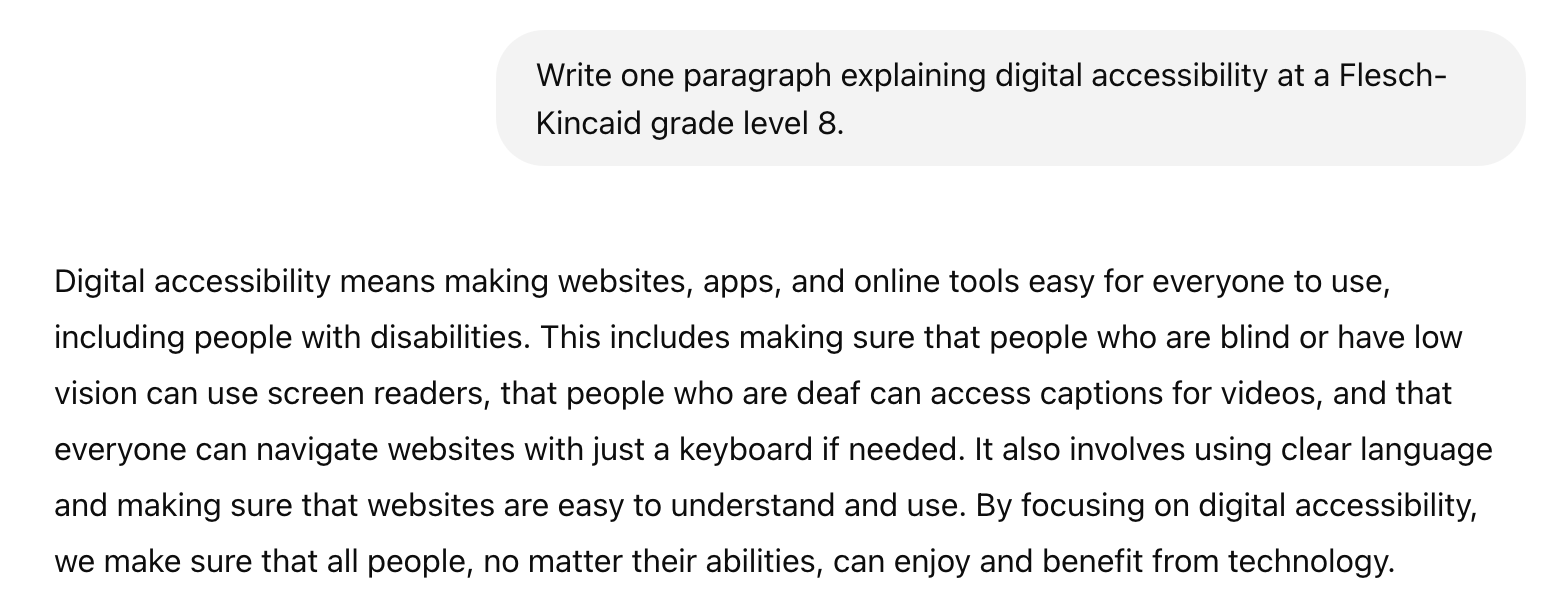 Write one paragraph explaining digital accessibility at a Flesch-
Kincaid grade level 8.
Digital accessibility means making websites, apps, and online tools easy for everyone to use,
including people with disabilities. This includes making sure that people who are blind or have low
vision can use screen readers, that people who are deaf can access captions for videos, and that
everyone can navigate websites with just a keyboard if needed. It also involves using clear language
and making sure that websites are easy to understand and use. By focusing on digital accessibility,
we make sure that all people, no matter their abilities, can enjoy and benefit from technology.